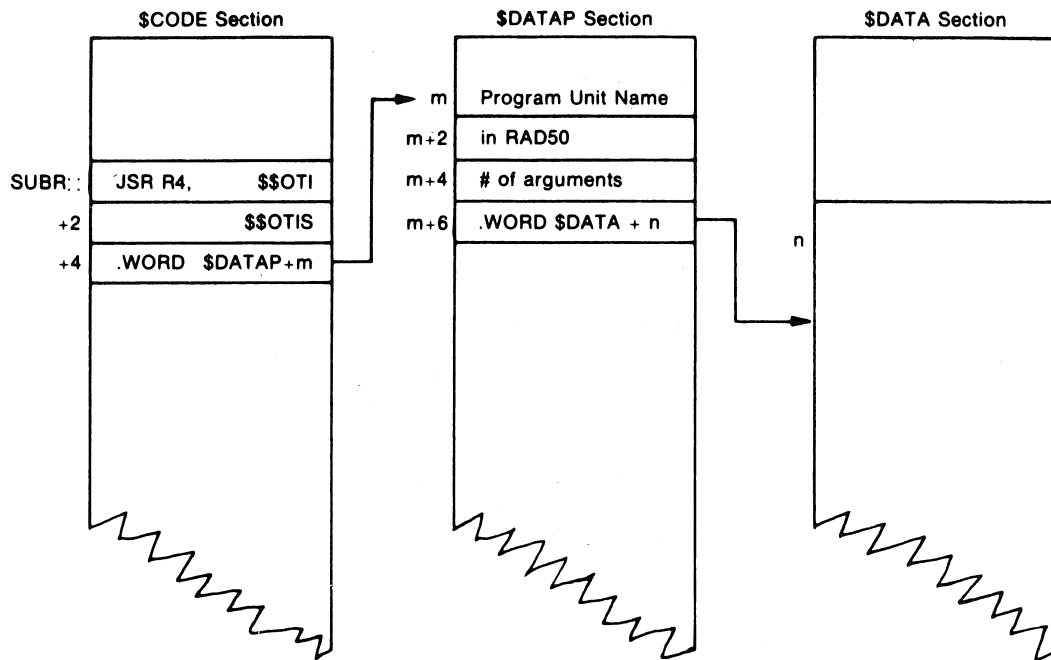 $CODE Section
$DATAP Section
$DATA Section
m Program Unit Name
m+2 in RAD50
SUBR:: JSR R4, $$OTI
m+4 # of arguments
+2 $$OTIS
m+6 .WORD $DATA + n
n
+4 .WORD $DATAP+m